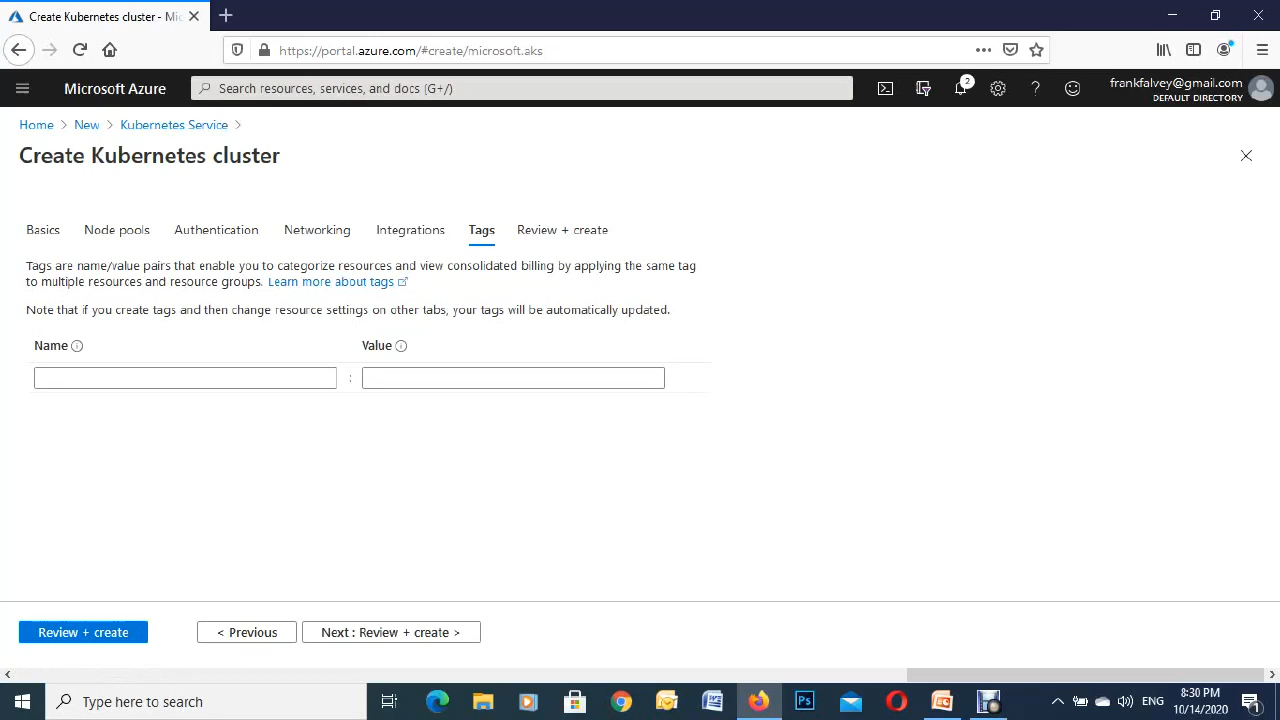 Create Kubernetes cluster - Mic
https://portal.azure.com/#create/microsoft.aks
Microsoft Azure
Search resources, services, and docs (G+/)
2
frankfalvey@gmail.com
DEFAULT DIRECTORY
Home > New > Kubernetes Service >
Create Kubernetes cluster
Basics Node pools Authentication Networking Integrations Tags Review + create
Tags are name/value pairs that enable you to categorize resources and view consolidated billing by applying the same tag
to multiple resources and resource groups. Learn more about tags
Note that if you create tags and then change resource settings on other tabs, your tags will be automatically updated.
Name Value
:
Review + create < Previous Next : Review + create >
Type here to search
ENG
8:30 PM
10/14/2020
1